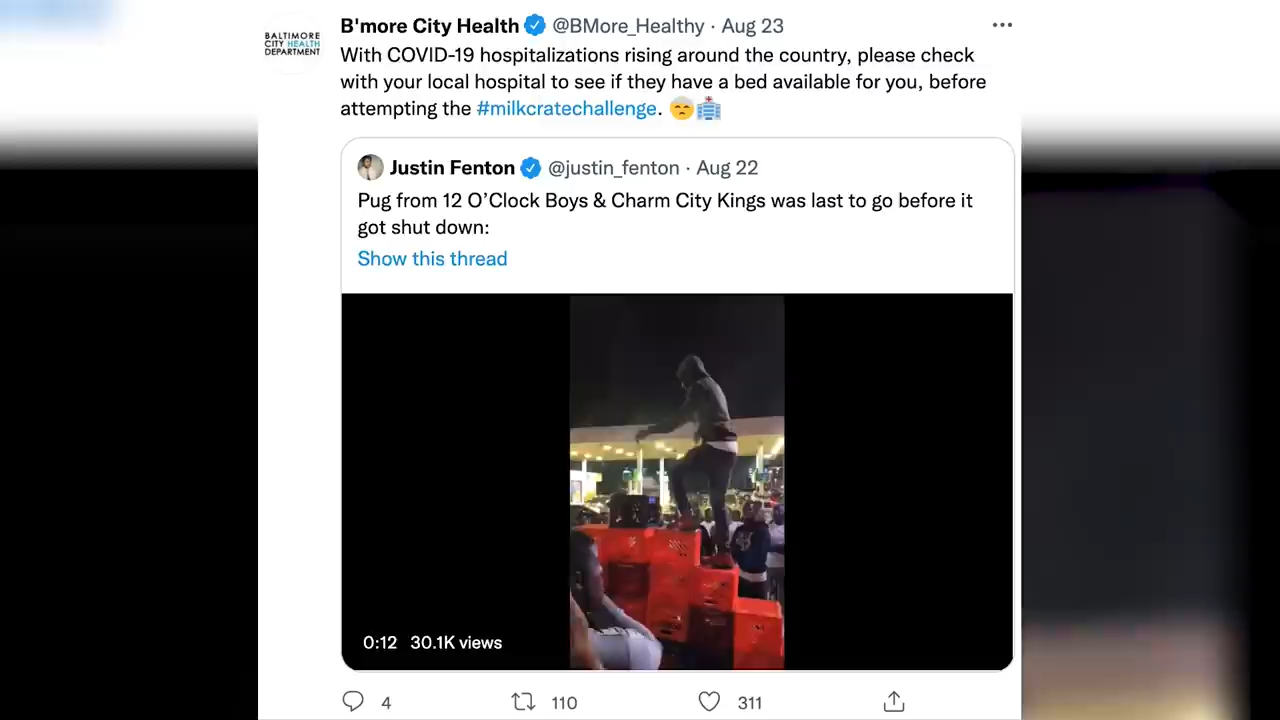 BALTIMORE
CITY HEALTH
DEPARTMENT
B'more City Health @BMore_Healthy · Aug 23
With COVID-19 hospitalizations rising around the country, please check
with your local hospital to see if they have a bed available for you, before
attempting the #milkcratechallenge. 😔🏥
Justin Fenton @justin_fenton · Aug 22
Pug from 12 O’Clock Boys & Charm City Kings was last to go before it
got shut down:
Show this thread
0:12 30.1K views
4 110 311